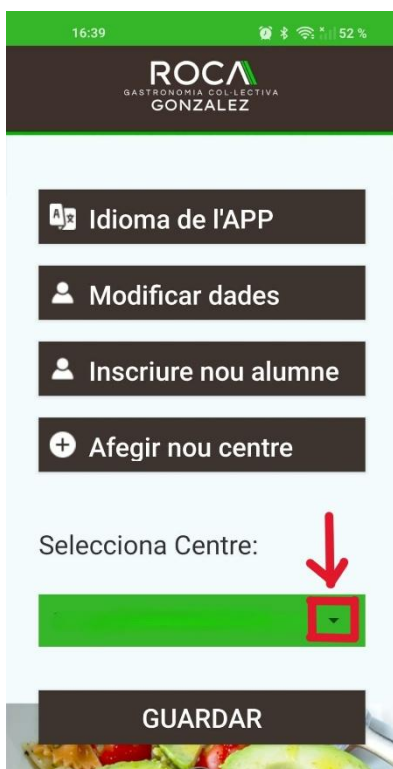 16:39
52 %
ROCA
GASTRONOMIA COL·LECTIVA
GONZALEZ
Idioma de l'APP
Modificar dades
Inscriure nou alumne
Afegir nou centre
Selecciona Centre:
GUARDAR